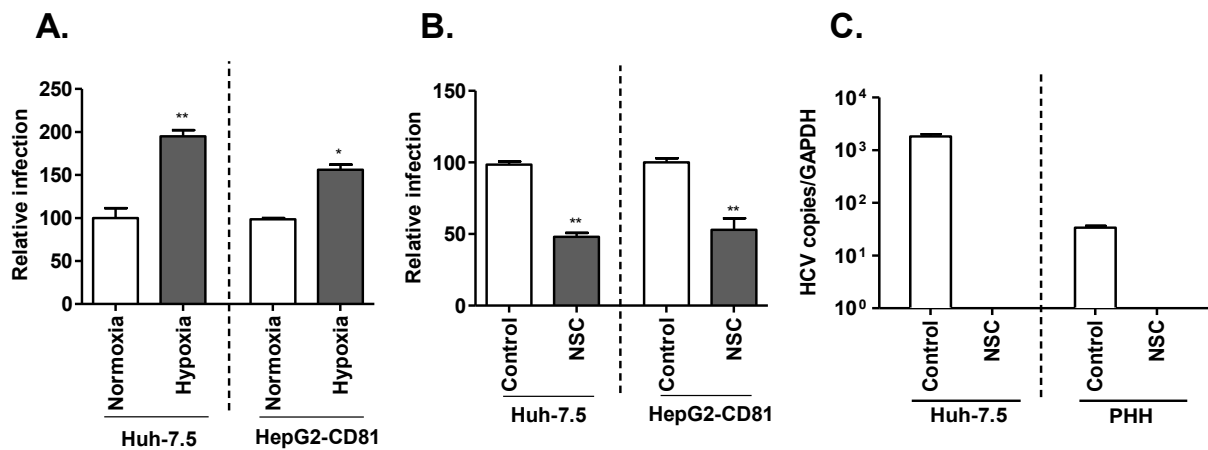 A.
Relative infection
250
200
150
100
50
0
**
*
Normoxia
Hypoxia
Normoxia
Hypoxia
Huh-7.5
HepG2-CD81
B.
Relative infection
150
100
50
0
**
**
Control
NSC
Control
NSC
Huh-7.5
HepG2-CD81
C.
HCV copies/GAPDH
10⁴
10³
10²
10¹
10⁰
Control
NSC
Control
NSC
Huh-7.5
PHH